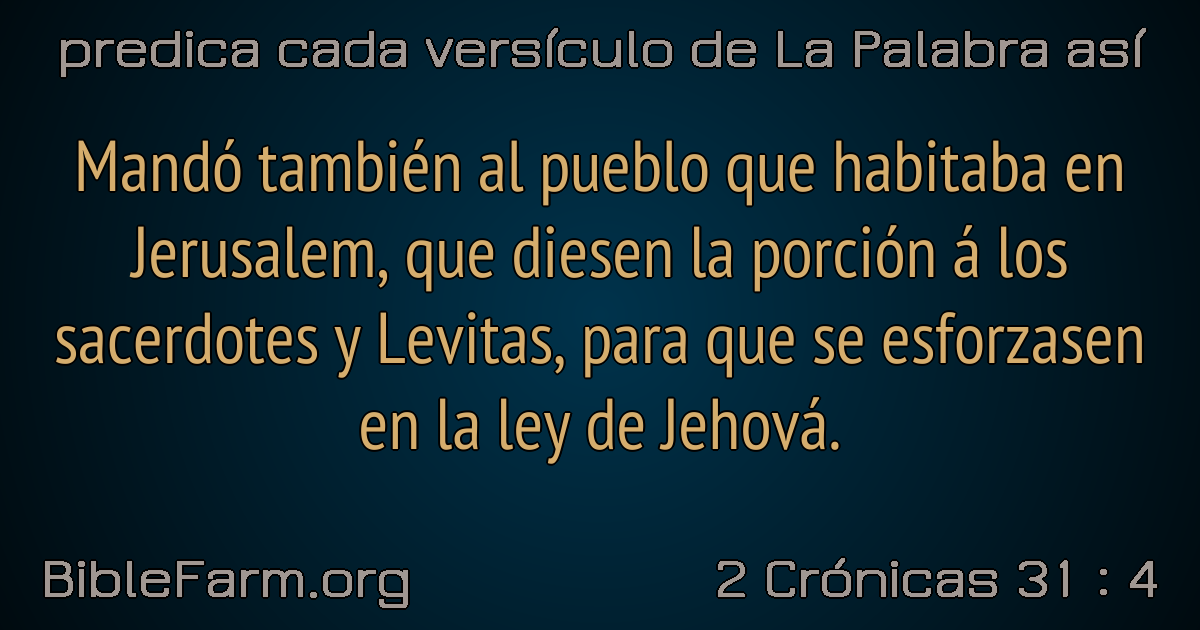 predica cada versículo de La Palabra así
Mandó también al pueblo que habitaba en
Jerusalem, que diesen la porción á los
sacerdotes y Levitas, para que se esforzasen
en la ley de Jehová.
BibleFarm.org
2 Crónicas 31 : 4